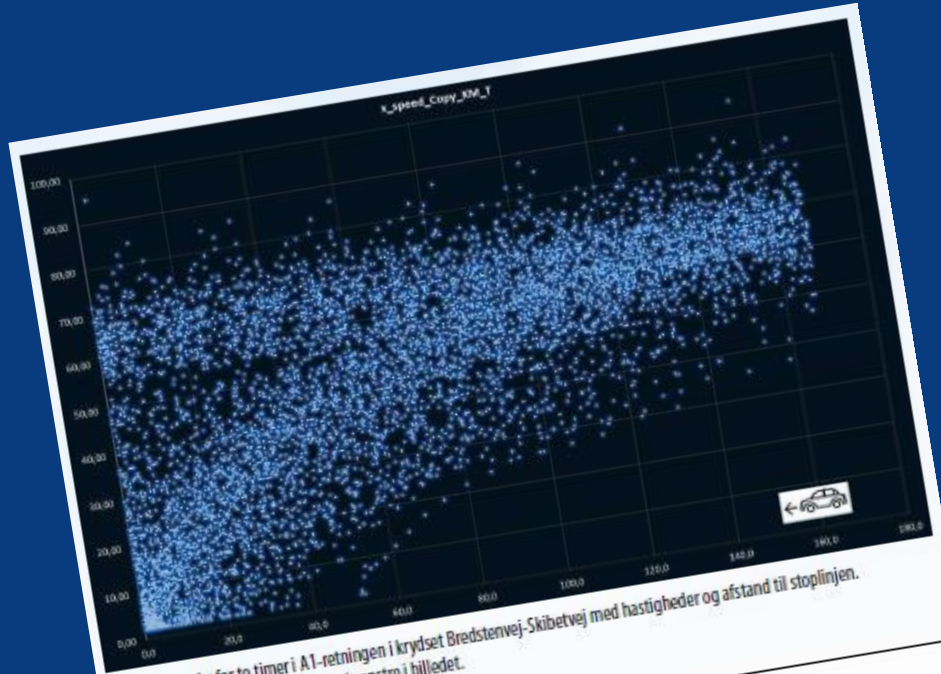 x_speed_Copy_KM_T
100,00
90,00
80,00
70,00
60,00
50,00
40,00
30,00
20,00
10,00
0,00
0,0 20,0 40,0 60,0 80,0 100,0 120,0 140,0 160,0 180,0
for to timer i A1-retningen i krydset Bredstenvej-Skibetvej med hastigheder og afstand til stoplinjen.
i billedet.